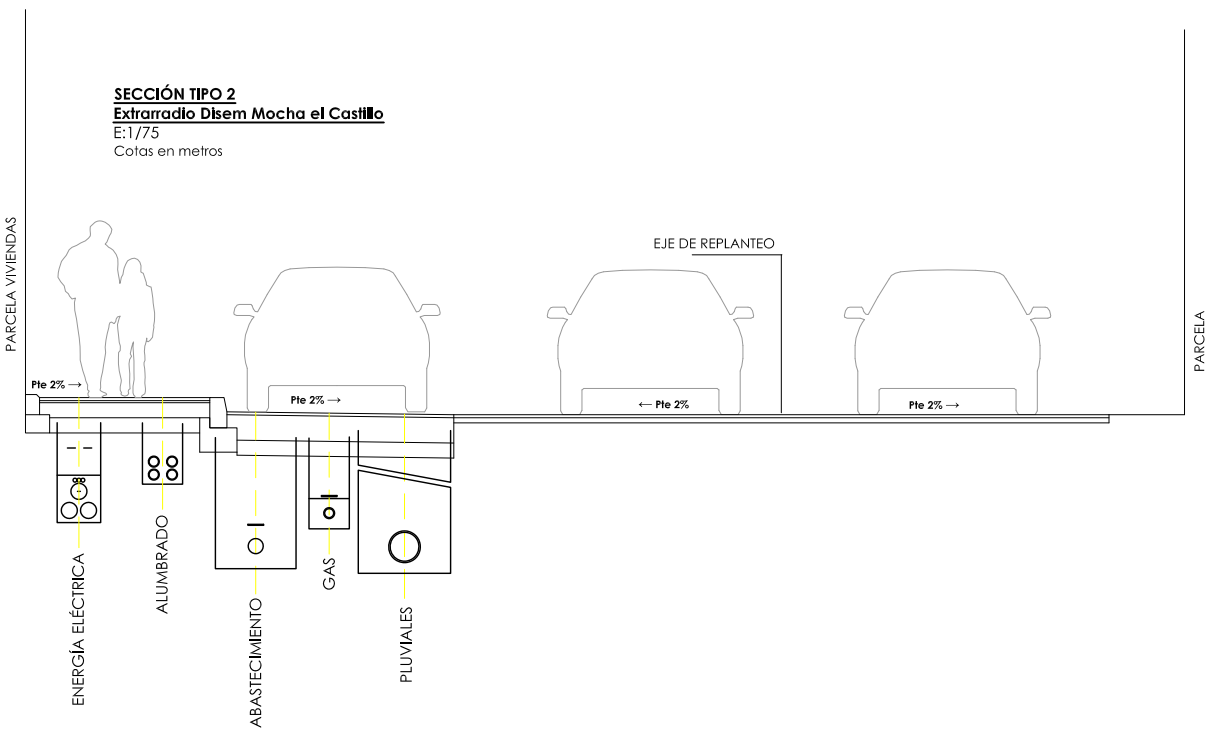 SECCIÓN TIPO 2
Extrarradio Disem Mocha el Castillo
E:1/75
Cotas en metros
PARCELA VIVIENDAS
EJE DE REPLANTEO
PARCELA
Pte 2% →
Pte 2% →
← Pte 2%
Pte 2% →
ENERGÍA ELÉCTRICA
ALUMBRADO
ABASTECIMIENTO
GAS
PLUVIALES